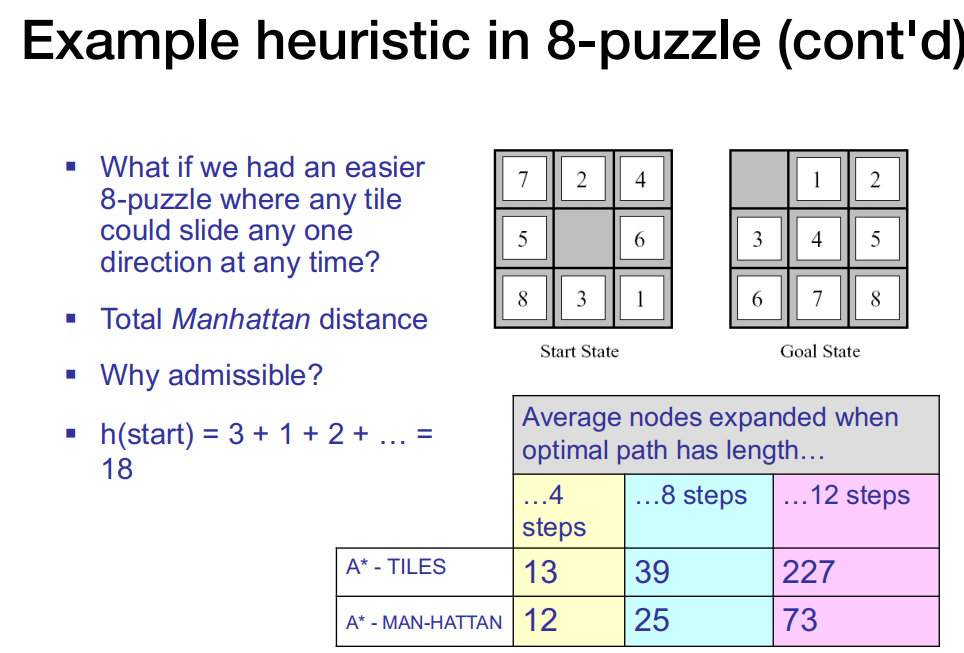 Example heuristic in 8-puzzle (cont'd)
▪ What if we had an easier
8-puzzle where any tile
could slide any one
direction at any time?
▪ Total Manhattan distance
▪ Why admissible?
▪ h(start) = 3 + 1 + 2 + … =
18
7 2 4
5 6
8 3 1
Start State
1 2
3 4 5
6 7 8
Goal State
Average nodes expanded when
optimal path has length…
…4 …8 steps …12 steps
steps
A* - TILES 13 39 227
A* - MAN-HATTAN 12 25 73